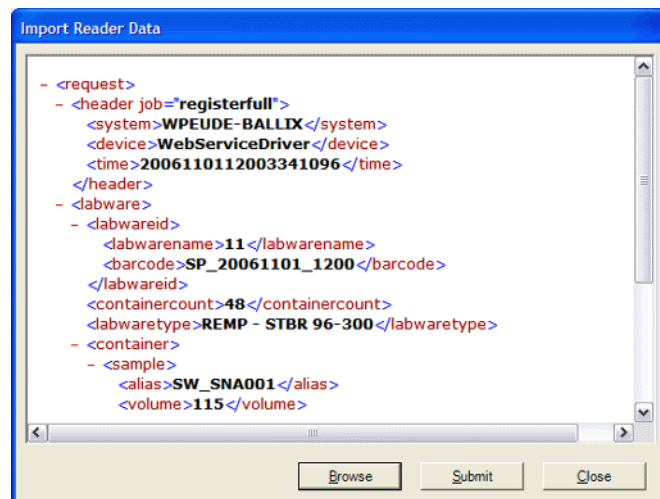 Import Reader Data
- <request>
- <header job="registerfull">
<system>WPEUDE-BALLIX</system>
<device>WebServiceDriver</device>
<time>2006110112003341096</time>
</header>
- <labware>
- <labwareid>
<labwarename>11</labwarename>
<barcode>SP_20061101_1200</barcode>
</labwareid>
<containercount>48</containercount>
<labwaretype>REMP - STBR 96-300</labwaretype>
- <container>
- <sample>
<alias>SW_SNA001</alias>
<volume>115</volume>
Browse Submit Close